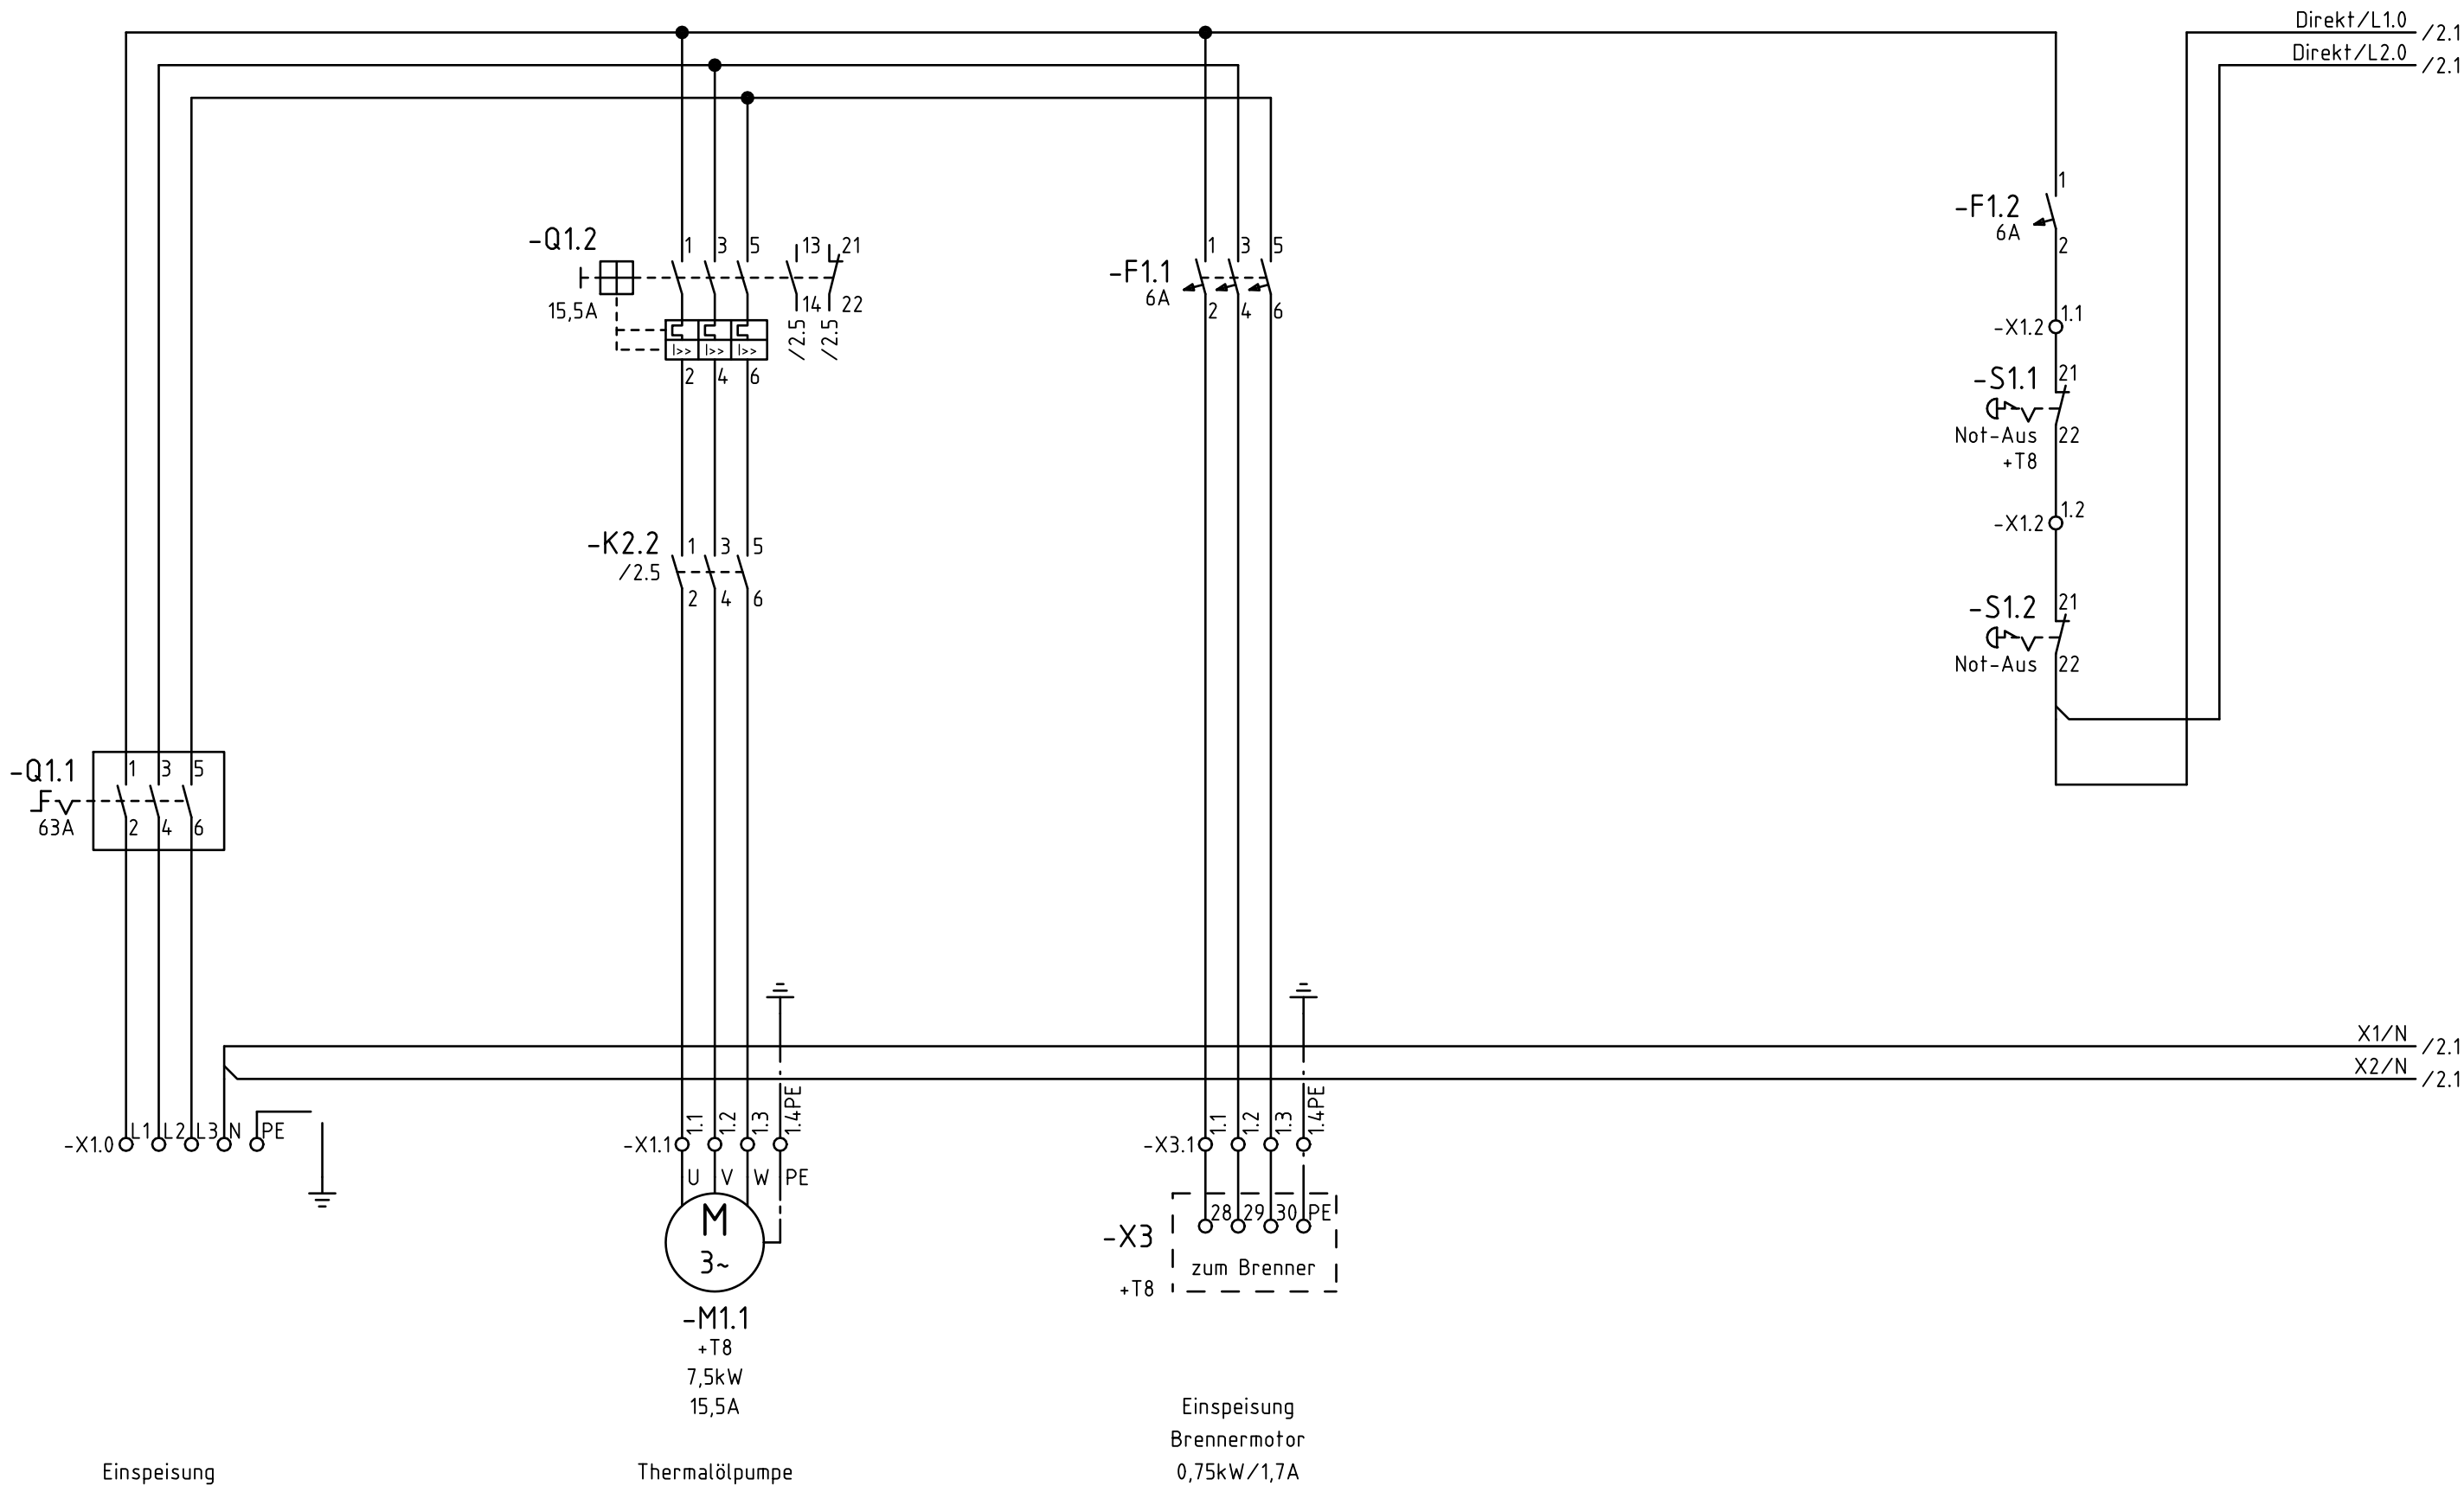 Direkt/L1.0 /2.1
Direkt/L2.0 /2.1
-Q1.2
15,5A
1 3 5 13 21
14 22
/2.5 /2.5
I>> I>> I>>
2 4 6
-F1.1
6A
1 3 5
2 4 6
-F1.2
6A
1
2
-X1.2 1.1
-S1.1
21
Not-Aus 22
+T8
-X1.2 1.2
-K2.2
/2.5
1 3 5
2 4 6
-S1.2
21
Not-Aus 22
-Q1.1
63A
1 3 5
2 4 6
X1/N /2.1
X2/N /2.1
-X1.0 L1 L2 L3 N PE
-X1.1 1.1 1.2 1.3 1.4PE
U V W PE
M
3~
-M1.1
+T8
7,5kW
15,5A
-X3.1 1.1 1.2 1.3 1.4PE
28 29 30 PE
-X3
zum Brenner
+T8
Einspeisung
Thermalölpumpe
Einspeisung
Brennermotor
0,75kW/1,7A